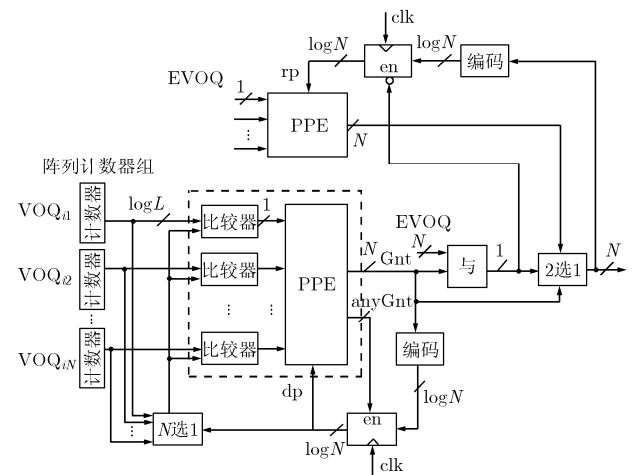 clk
logN
logN
en
编码
rp
EVOQ
1
PPE
N
阵列计数器组
VOQi1
计数器
logL
比较器
1
EVOQ
N
VOQi2
计数器
比较器
PPE
N
Gnt
与
1
2选1
N
anyGnt
VOQiN
计数器
比较器
编码
dp
logN
N选1
logN
en
clk